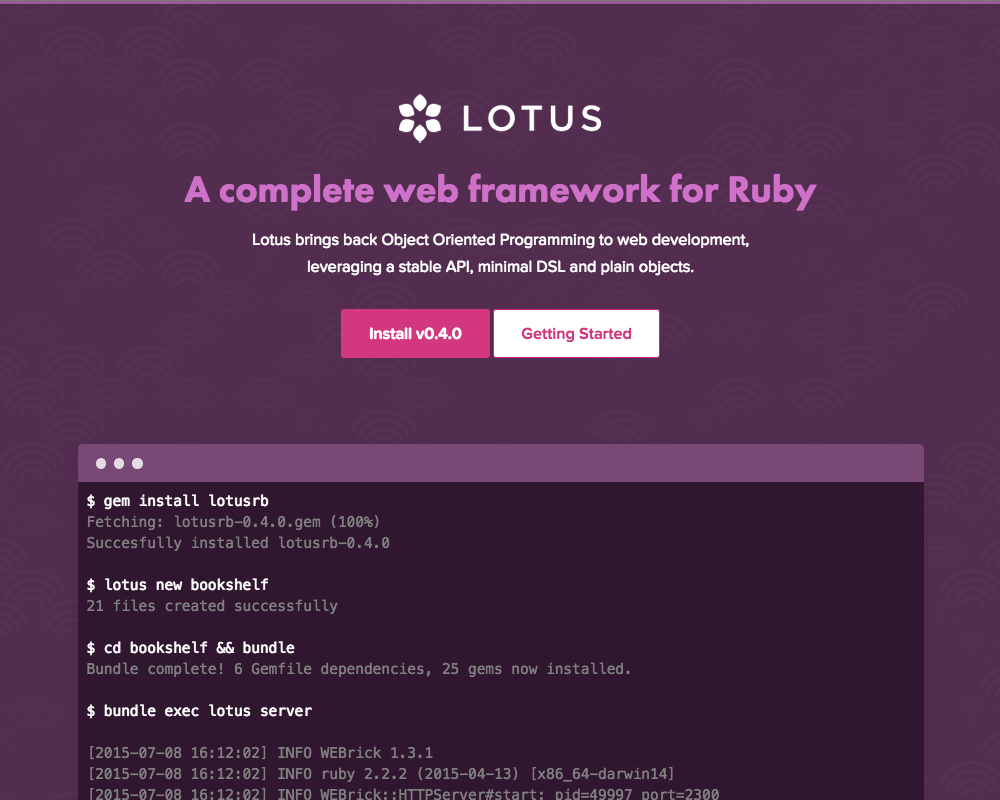 LOTUS
A complete web framework for Ruby
Lotus brings back Object Oriented Programming to web development,
leveraging a stable API, minimal DSL and plain objects.
Install v0.4.0 Getting Started
$ gem install lotusrb
Fetching: lotusrb-0.4.0.gem (100%)
Succesfully installed lotusrb-0.4.0
$ lotus new bookshelf
21 files created successfully
$ cd bookshelf && bundle
Bundle complete! 6 Gemfile dependencies, 25 gems now installed.
$ bundle exec lotus server
[2015-07-08 16:12:02] INFO WEBrick 1.3.1
[2015-07-08 16:12:02] INFO ruby 2.2.2 (2015-04-13) [x86_64-darwin14]
[2015-07-08 16:12:02] INFO WEBrick::HTTPServer#start: pid=49997 port=2300